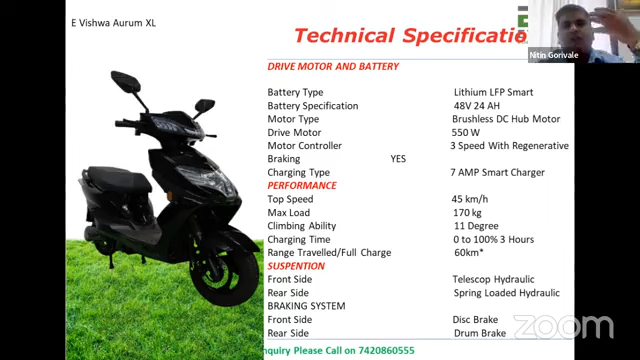 E Vishwa Aurum XL
Technical Specificatio
Nitin Gorivale
DRIVE MOTOR AND BATTERY
Battery Type Lithium LFP Smart
Battery Specification 48V 24 AH
Motor Type Brushless DC Hub Motor
Drive Motor 550 W
Motor Controller 3 Speed With Regenerative
Braking YES
Charging Type 7 AMP Smart Charger
PERFORMANCE
Top Speed 45 km/h
Max Load 170 kg
Climbing Ability 11 Degree
Charging Time 0 to 100% 3 Hours
Range Travelled/Full Charge 60km*
SUSPENTION
Front Side Telescop Hydraulic
Rear Side Spring Loaded Hydraulic
BRAKING SYSTEM
Front Side Disc Brake
Rear Side Drum Brake
zoom
nquiry Please Call on 7420860555